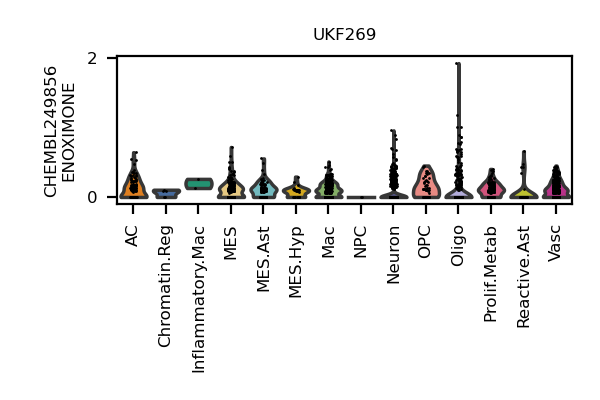 UKF269
CHEMBL249856
ENOXIMONE
2
0
AC
Chromatin.Reg
Inflammatory.Mac
MES
MES.Ast
MES.Hyp
Mac
NPC
Neuron
OPC
Oligo
Prolif.Metab
Reactive.Ast
Vasc